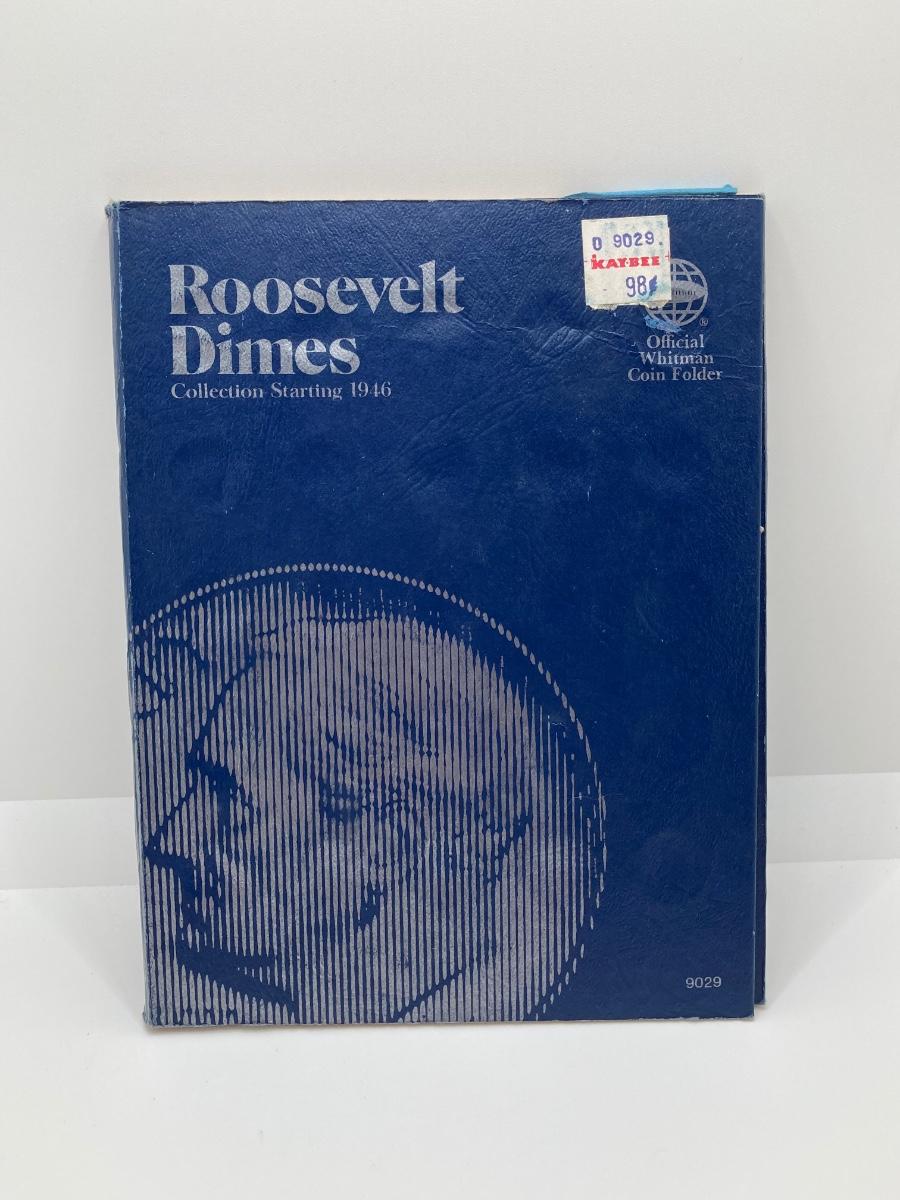 Roosevelt
Dimes
Collection Starting 1946
0 9029.
KAY·BEE
98¢
®
Official
Whitman
Coin Folder
9029